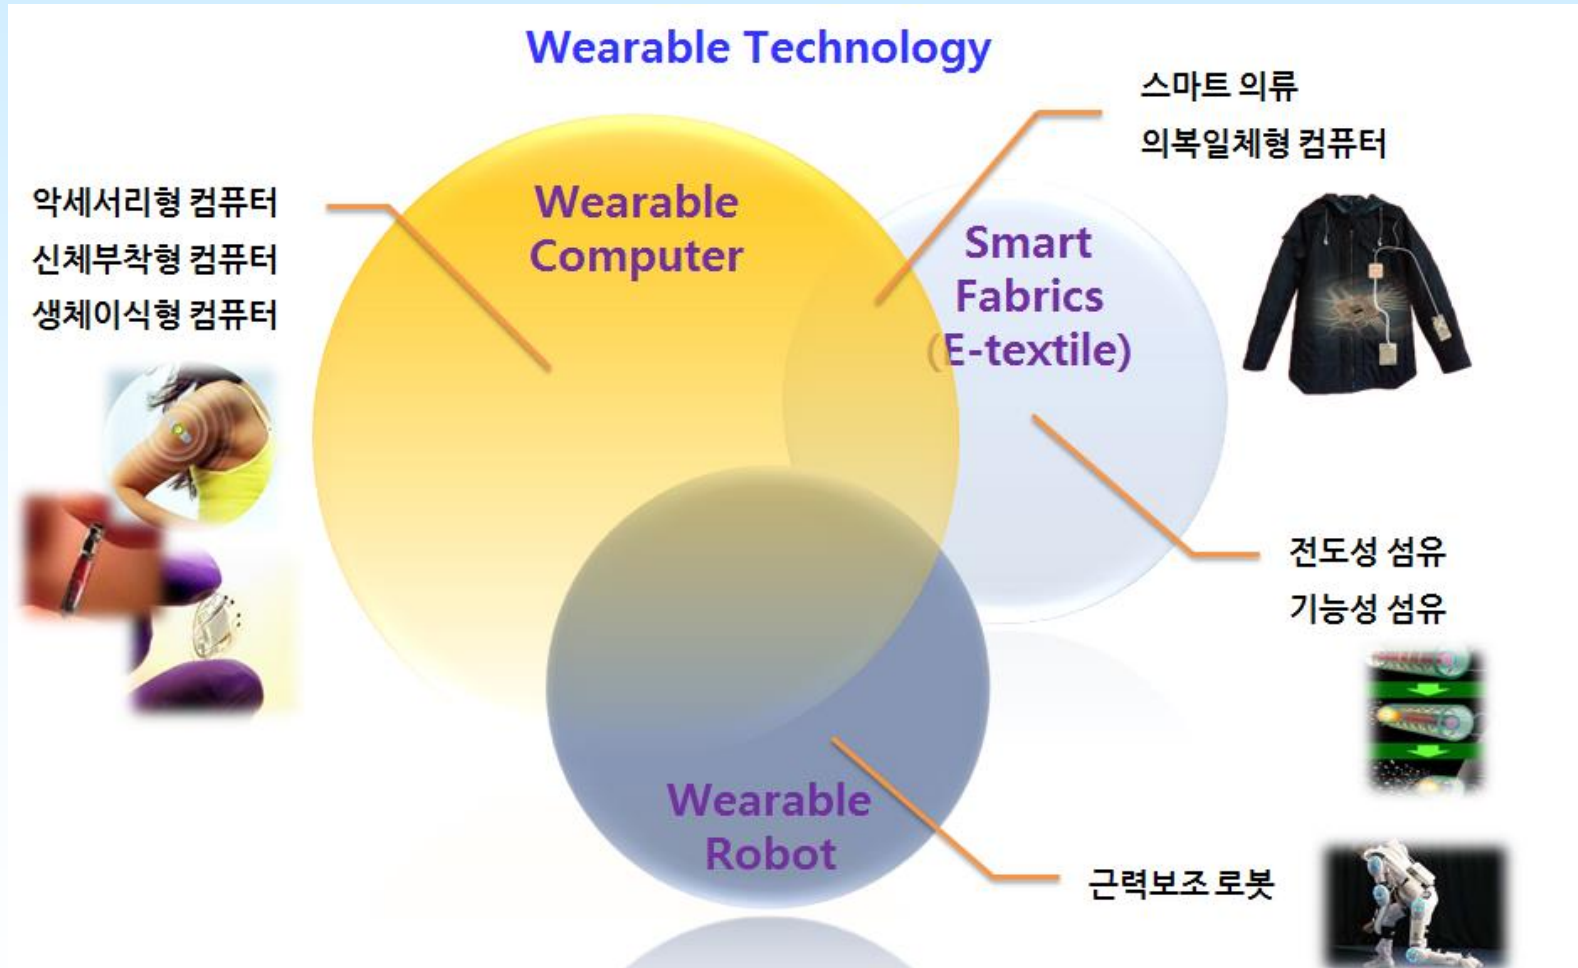 Wearable Technology
스마트 의류
의복일체형 컴퓨터
악세서리형 컴퓨터
신체부착형 컴퓨터
생체이식형 컴퓨터
Wearable
Computer
Smart
Fabrics
(E-textile)
전도성 섬유
기능성 섬유
Wearable
Robot
근력보조 로봇